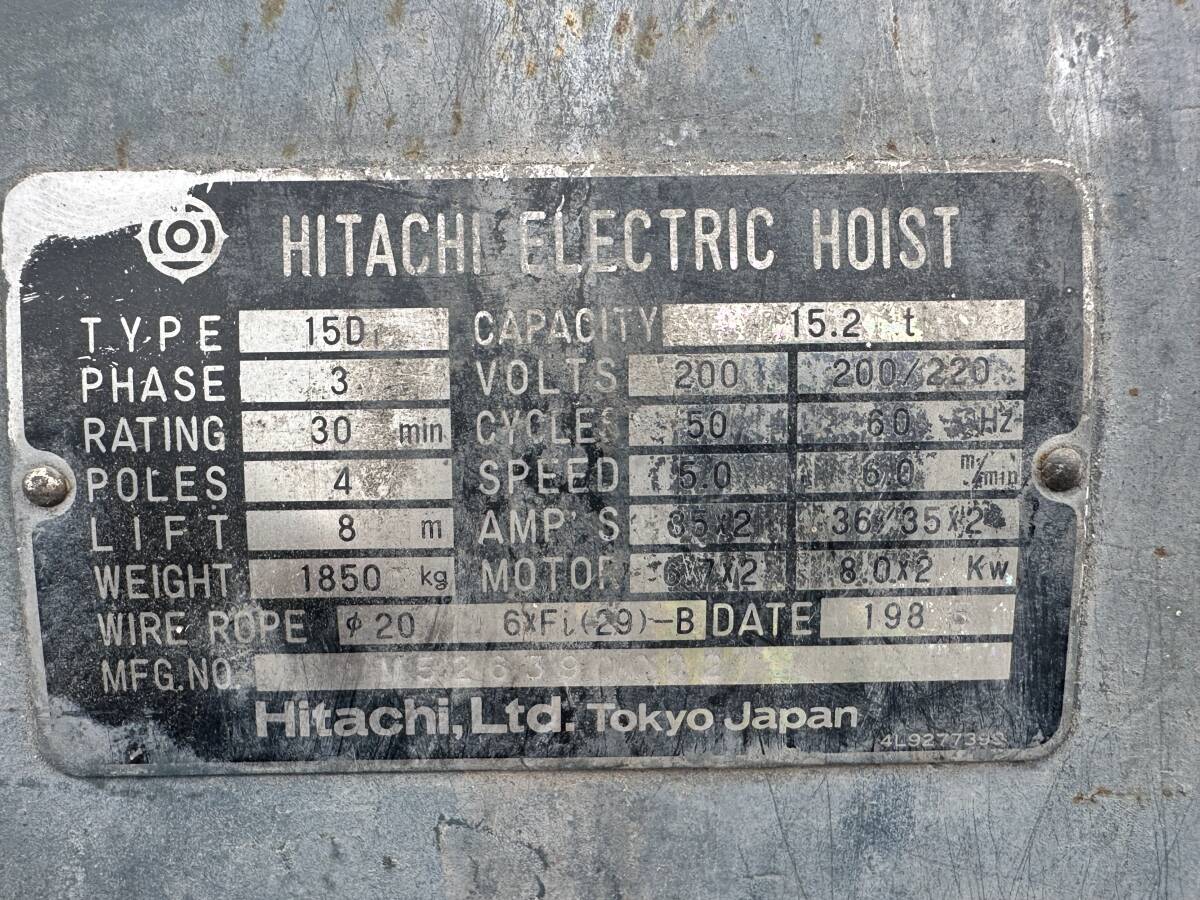 HITACHI ELECTRIC HOIST
TYPE 15D CAPACITY 15.2 t
PHASE 3 VOLTS 200 200/220
RATING 30 min CYCLES 50 60 Hz
POLES 4 SPEED 5.0 6.0 m/min
LIFT 8 m AMP'S 36/35×2
WEIGHT 1850 kg MOTOR 6.7×2 8.0×2 Kw
WIRE ROPE φ20 6×Fi(29)-B DATE 198
MFG.NO.
Hitachi, Ltd. Tokyo Japan